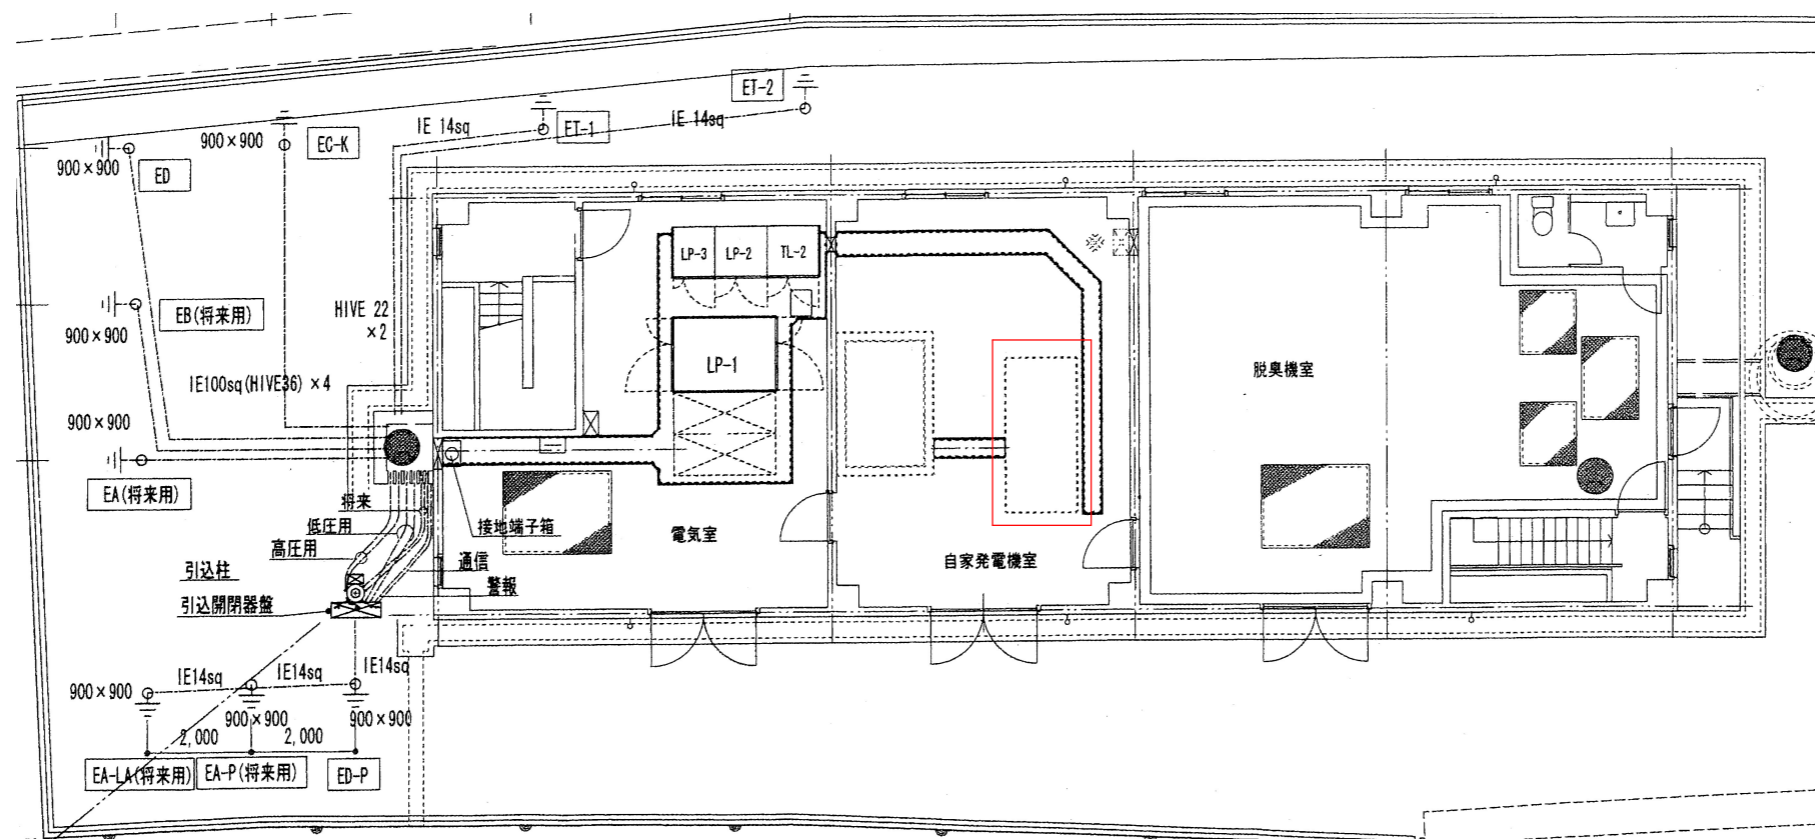 ET-2
IE 14sq
IE 14sq
ET-1
900×900
EC-K
900×900
ED
LP-3
LP-2
TL-2
EB(将来用)
HIVE 22
×2
900×900
LP-1
脱臭機室
IE100sq(HIVE36) ×4
900×900
EA(将来用)
将来
低圧用
高圧用
接地端子箱
電気室
自家発電機室
引込柱
通信
警報
引込開閉器盤
IE14sq
IE14sq
IE14sq
900×900
900×900
900×900
2,000
2,000
EA-LA(将来用)
EA-P(将来用)
ED-P